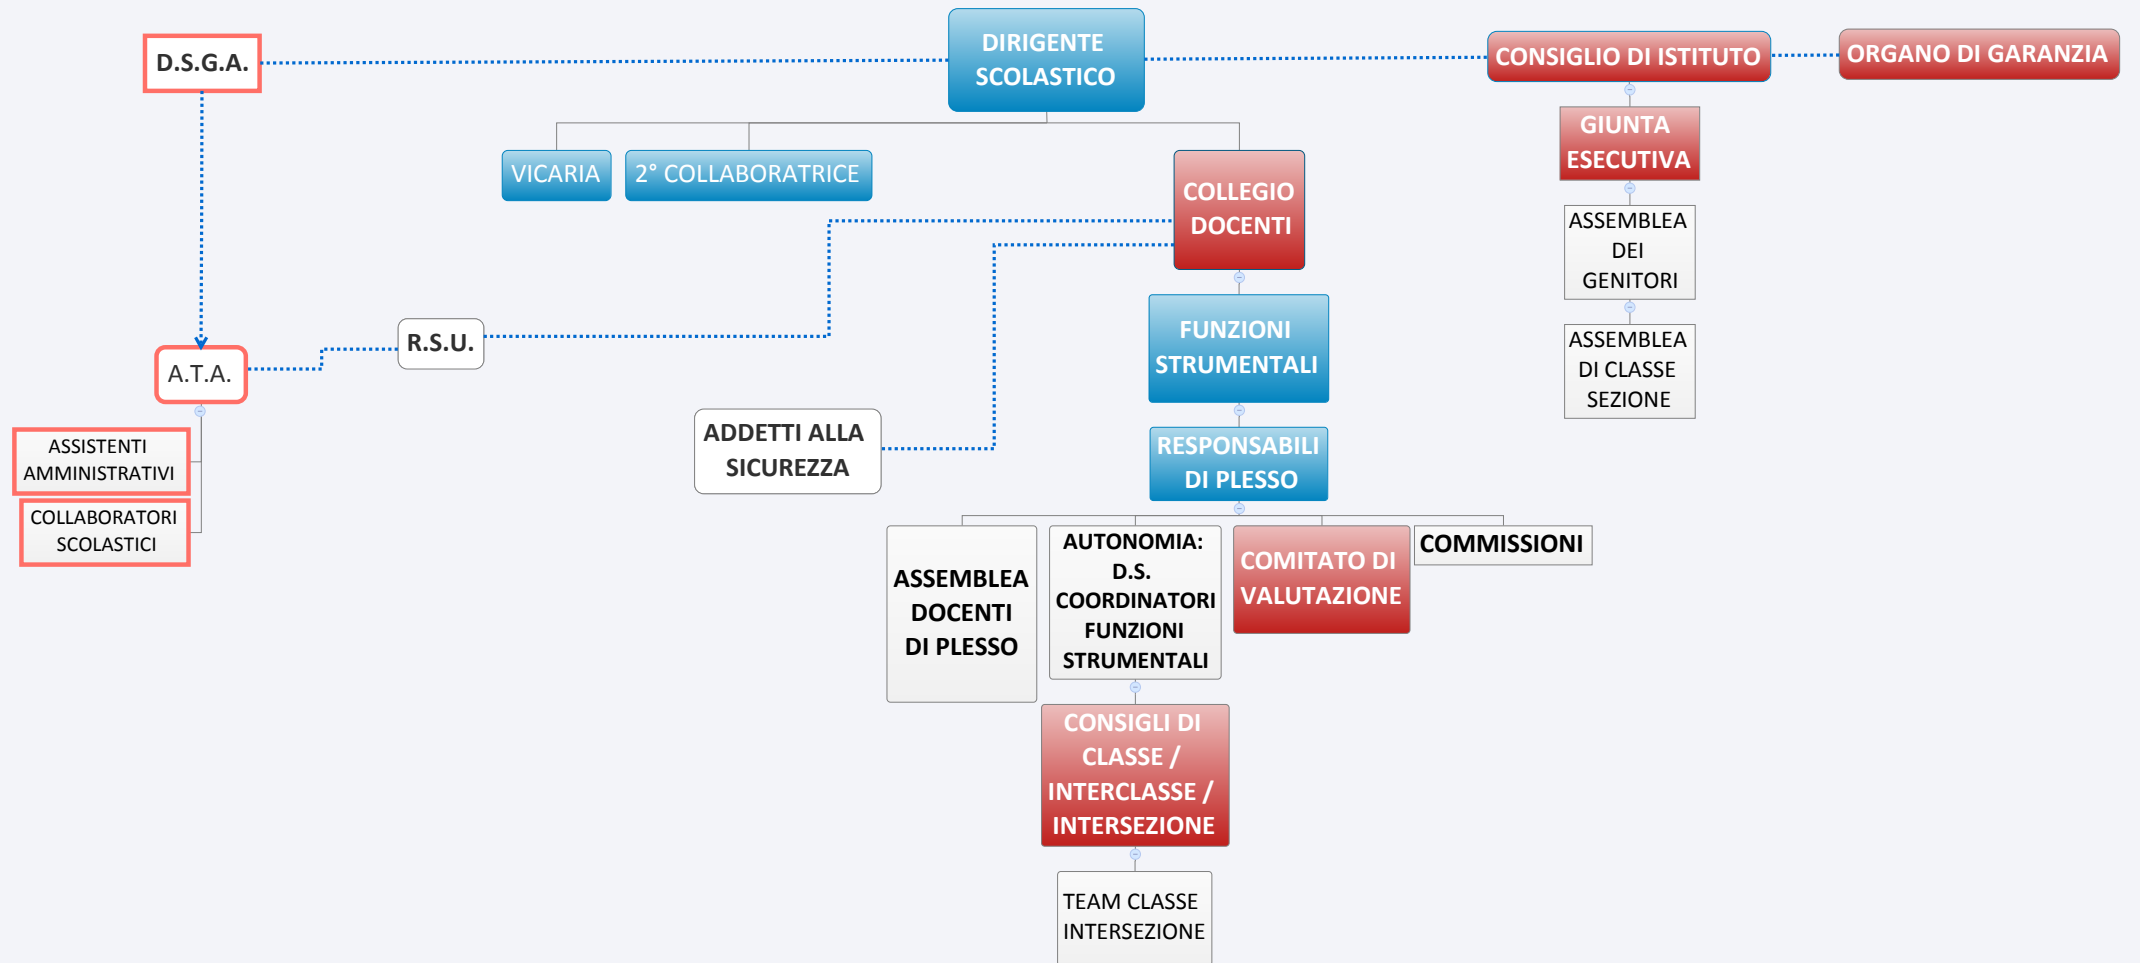 D.S.G.A.
DIRIGENTE
SCOLASTICO
CONSIGLIO DI ISTITUTO
ORGANO DI GARANZIA
GIUNTA
ESECUTIVA
VICARIA
2° COLLABORATRICE
COLLEGIO
DOCENTI
ASSEMBLEA
DEI
GENITORI
FUNZIONI
STRUMENTALI
R.S.U.
ASSEMBLEA
DI CLASSE
SEZIONE
A.T.A.
ASSISTENTI
AMMINISTRATIVI
COLLABORATORI
SCOLASTICI
ADDETTI ALLA
SICUREZZA
RESPONSABILI
DI PLESSO
ASSEMBLEA
DOCENTI
DI PLESSO
AUTONOMIA:
D.S.
COORDINATORI
FUNZIONI
STRUMENTALI
COMITATO DI
VALUTAZIONE
COMMISSIONI
CONSIGLI DI
CLASSE /
INTERCLASSE /
INTERSEZIONE
TEAM CLASSE
INTERSEZIONE